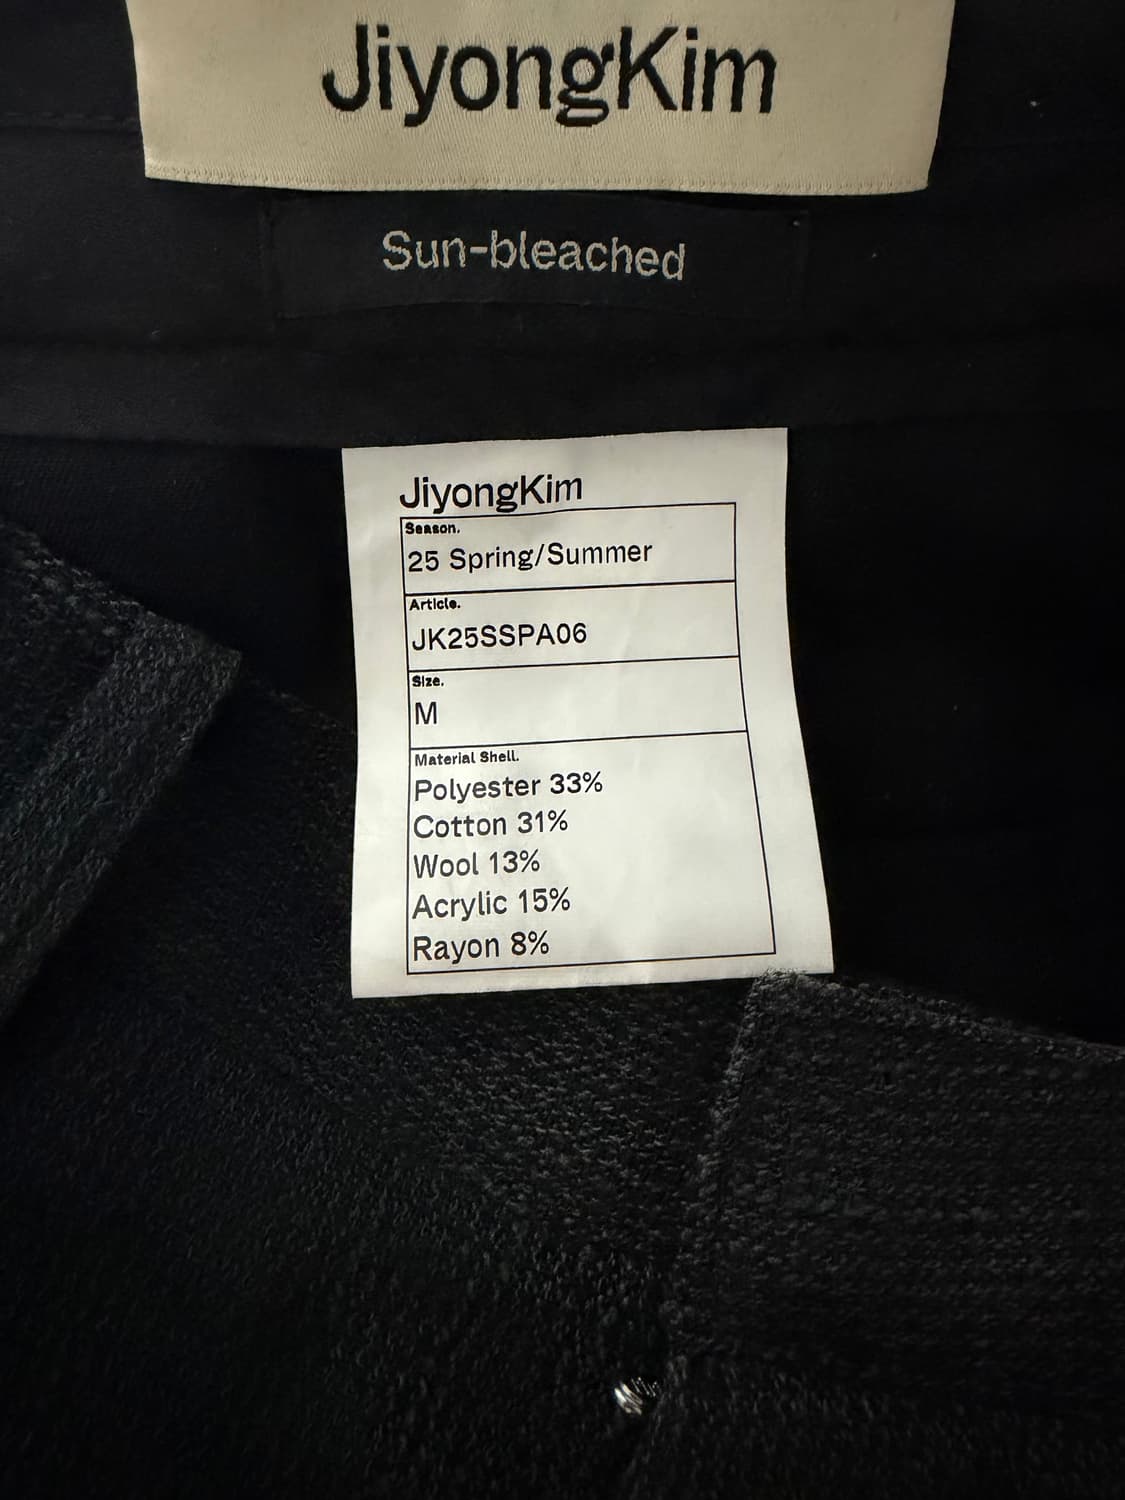 JiyongKim
Sun-bleached
JiyongKim
Season.
25 Spring/Summer
Article.
JK25SSPA06
Size.
M
Material Shell.
Polyester 33%
Cotton 31%
Wool 13%
Acrylic 15%
Rayon 8%